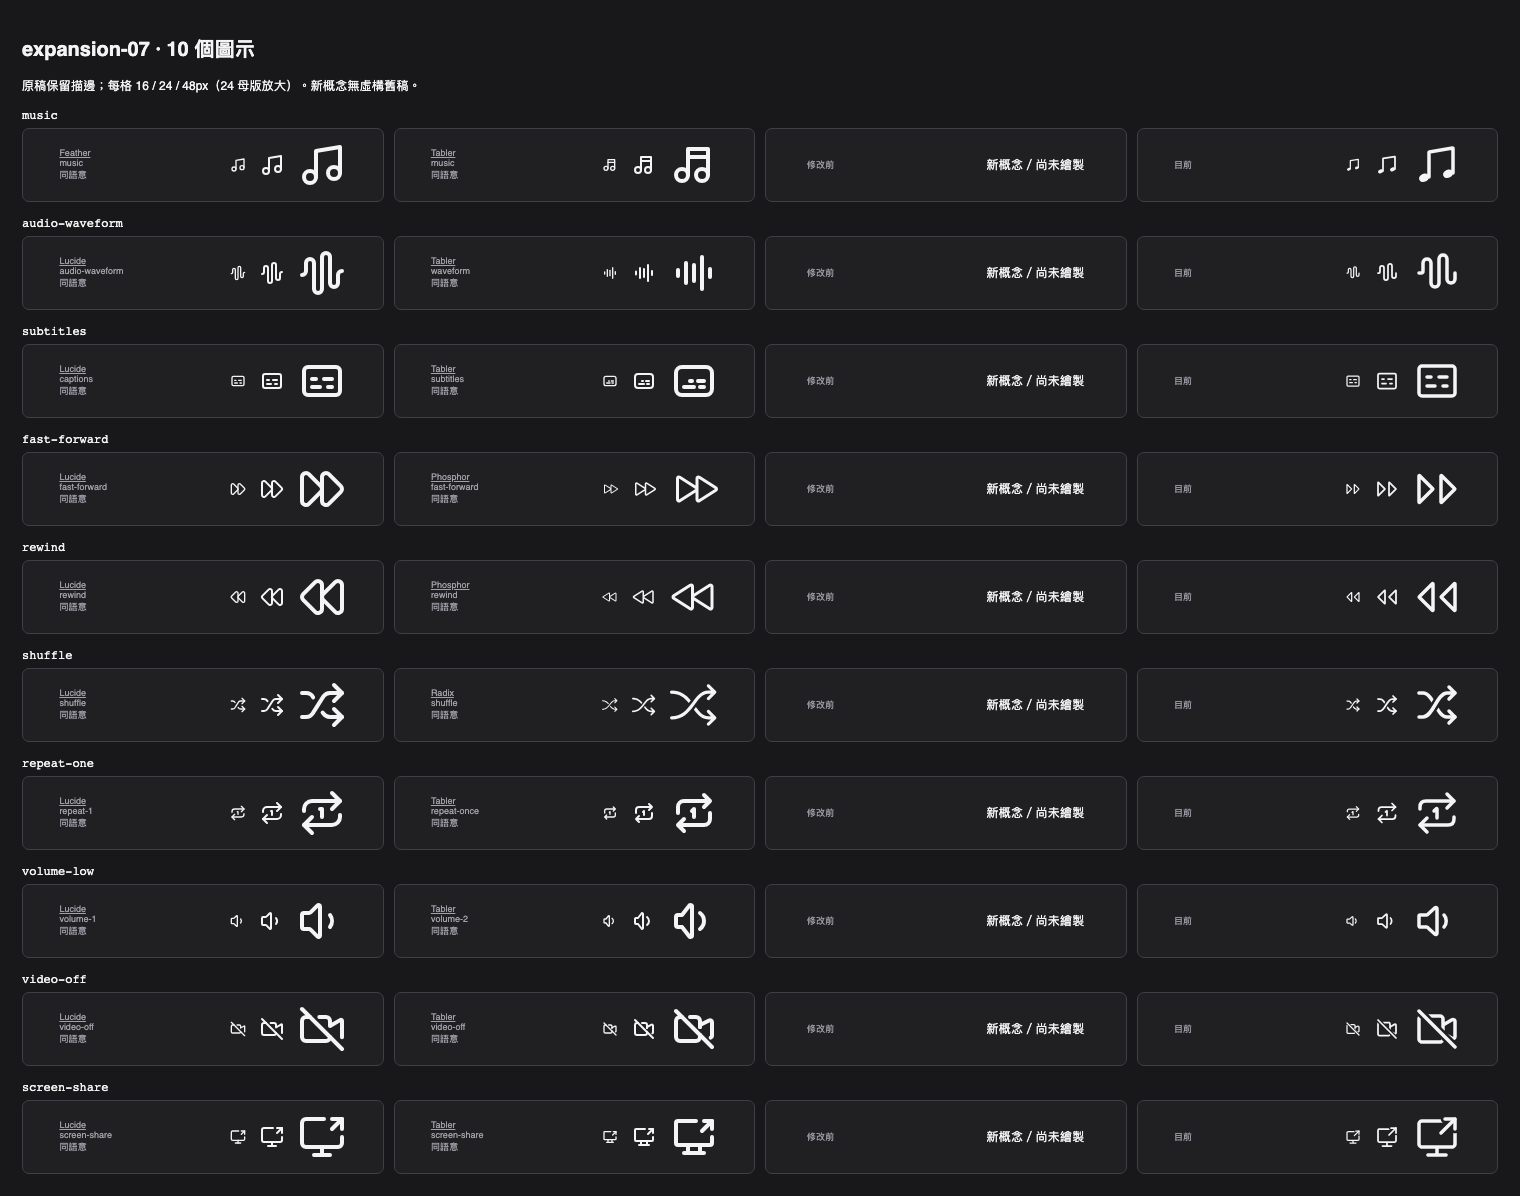 expansion-07 · 10 個圖示
原稿保留描邊；每格 16 / 24 / 48px（24 母版放大）。新概念無虛構舊稿。
music
Feather
music
同語意
Tabler
music
同語意
修改前
新概念 / 尚未繪製
目前
audio-waveform
Lucide
audio-waveform
同語意
Tabler
waveform
同語意
修改前
新概念 / 尚未繪製
目前
subtitles
Lucide
captions
同語意
Tabler
subtitles
同語意
修改前
新概念 / 尚未繪製
目前
fast-forward
Lucide
fast-forward
同語意
Phosphor
fast-forward
同語意
修改前
新概念 / 尚未繪製
目前
rewind
Lucide
rewind
同語意
Phosphor
rewind
同語意
修改前
新概念 / 尚未繪製
目前
shuffle
Lucide
shuffle
同語意
Radix
shuffle
同語意
修改前
新概念 / 尚未繪製
目前
repeat-one
Lucide
repeat-1
同語意
Tabler
repeat-once
同語意
修改前
新概念 / 尚未繪製
目前
volume-low
Lucide
volume-1
同語意
Tabler
volume-2
同語意
修改前
新概念 / 尚未繪製
目前
video-off
Lucide
video-off
同語意
Tabler
video-off
同語意
修改前
新概念 / 尚未繪製
目前
screen-share
Lucide
screen-share
同語意
Tabler
screen-share
同語意
修改前
新概念 / 尚未繪製
目前